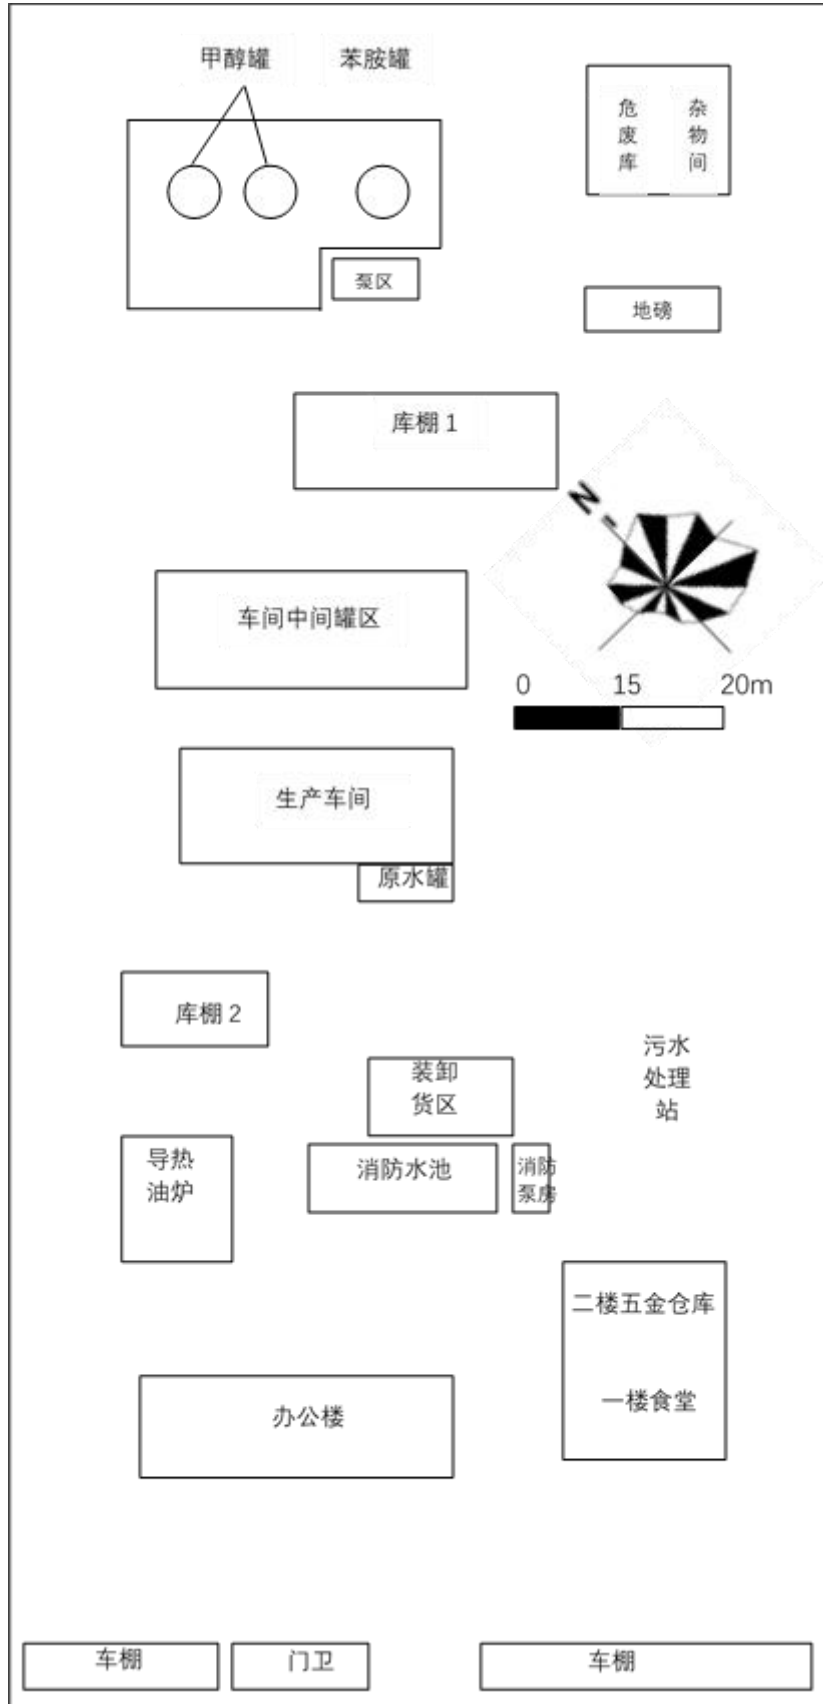 甲醇罐
苯胺罐
危废库
杂物间
泵区
地磅
库棚 1
N
车间中间罐区
0 15 20m
生产车间
原水罐
库棚 2
污水
处理
站
装卸
货区
导热
油炉
消防水池
消防
泵房
二楼五金仓库
一楼食堂
办公楼
车棚
门卫
车棚